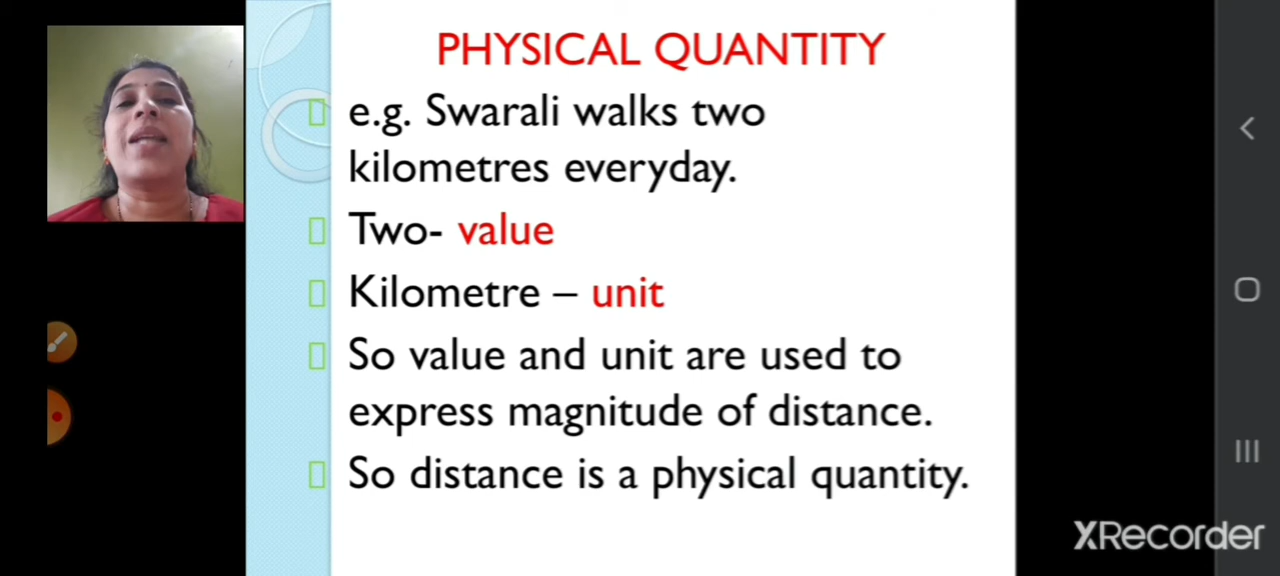 PHYSICAL QUANTITY
e.g. Swarali walks two
kilometres everyday.
Two- value
Kilometre – unit
So value and unit are used to
express magnitude of distance.
So distance is a physical quantity.
XRecorder